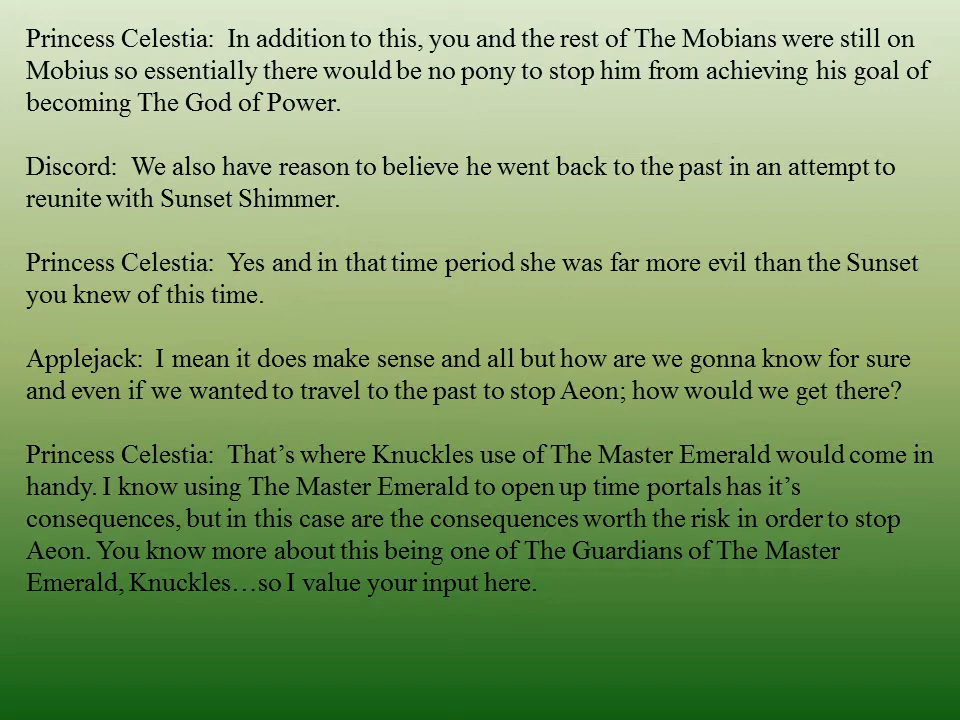 Princess Celestia:  In addition to this, you and the rest of The Mobians were still on
Mobius so essentially there would be no pony to stop him from achieving his goal of
becoming The God of Power.
Discord:  We also have reason to believe he went back to the past in an attempt to
reunite with Sunset Shimmer.
Princess Celestia:  Yes and in that time period she was far more evil than the Sunset
you knew of this time.
Applejack:  I mean it does make sense and all but how are we gonna know for sure
and even if we wanted to travel to the past to stop Aeon; how would we get there?
Princess Celestia:  That’s where Knuckles use of The Master Emerald would come in
handy. I know using The Master Emerald to open up time portals has it’s
consequences, but in this case are the consequences worth the risk in order to stop
Aeon. You know more about this being one of The Guardians of The Master
Emerald, Knuckles…so I value your input here.